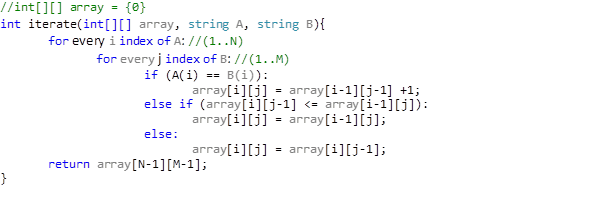 //int[][] array = {0}
int iterate(int[][] array, string A, string B){
for every i index of A: //(1..N)
for every j index of B: //(1..M)
if (A(i) == B(i)):
array[i][j] = array[i-1][j-1] +1;
else if (array[i][j-1] <= array[i-1][j]):
array[i][j] = array[i-1][j];
else:
array[i][j] = array[i][j-1];
return array[N-1][M-1];
}